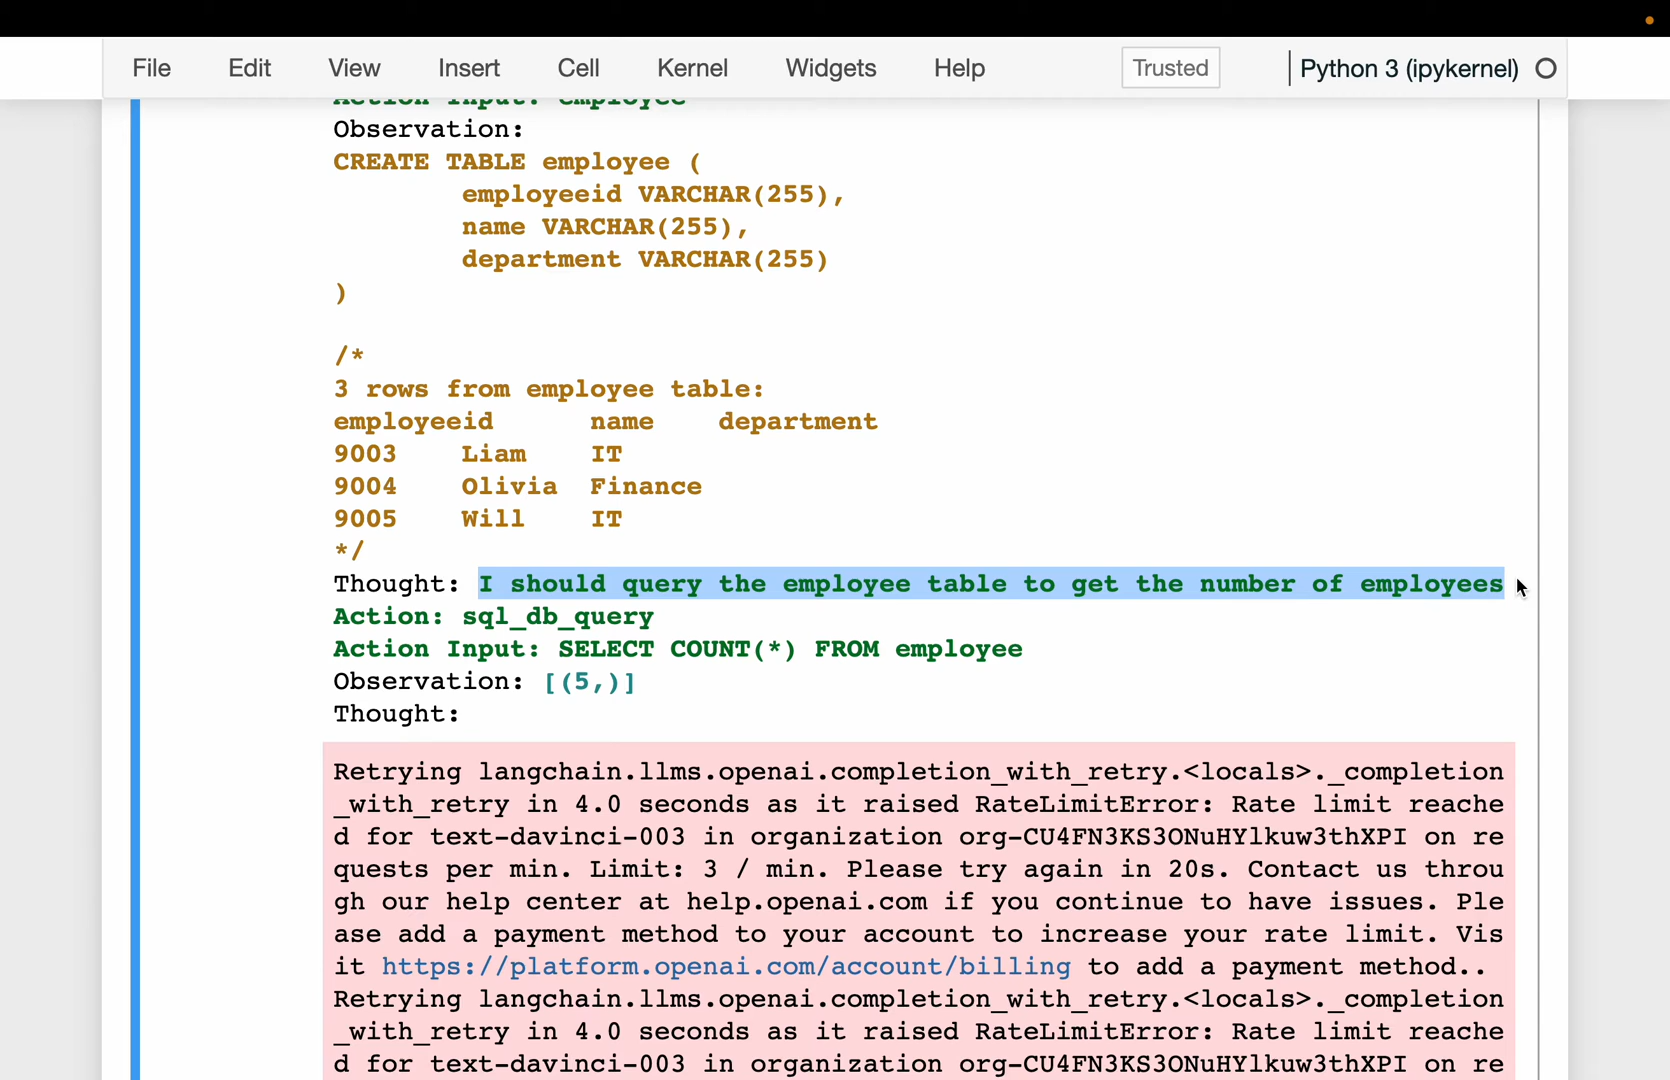 File Edit View Insert Cell Kernel Widgets Help Trusted Python 3 (ipykernel)
Action Input: employee
Observation:
CREATE TABLE employee (
employeeid VARCHAR(255),
name VARCHAR(255),
department VARCHAR(255)
)
/*
3 rows from employee table:
employeeid name department
9003 Liam IT
9004 Olivia Finance
9005 Will IT
*/
Thought: I should query the employee table to get the number of employees
Action: sql_db_query
Action Input: SELECT COUNT(*) FROM employee
Observation: [(5,)]
Thought:
Retrying langchain.llms.openai.completion_with_retry.<locals>._completion
_with_retry in 4.0 seconds as it raised RateLimitError: Rate limit reache
d for text-davinci-003 in organization org-CU4FN3KS3ONuHYlkuw3thXPI on re
quests per min. Limit: 3 / min. Please try again in 20s. Contact us throu
gh our help center at help.openai.com if you continue to have issues. Ple
ase add a payment method to your account to increase your rate limit. Vis
it https://platform.openai.com/account/billing to add a payment method..
Retrying langchain.llms.openai.completion_with_retry.<locals>._completion
_with_retry in 4.0 seconds as it raised RateLimitError: Rate limit reache
d for text-davinci-003 in organization org-CU4FN3KS3ONuHYlkuw3thXPI on re